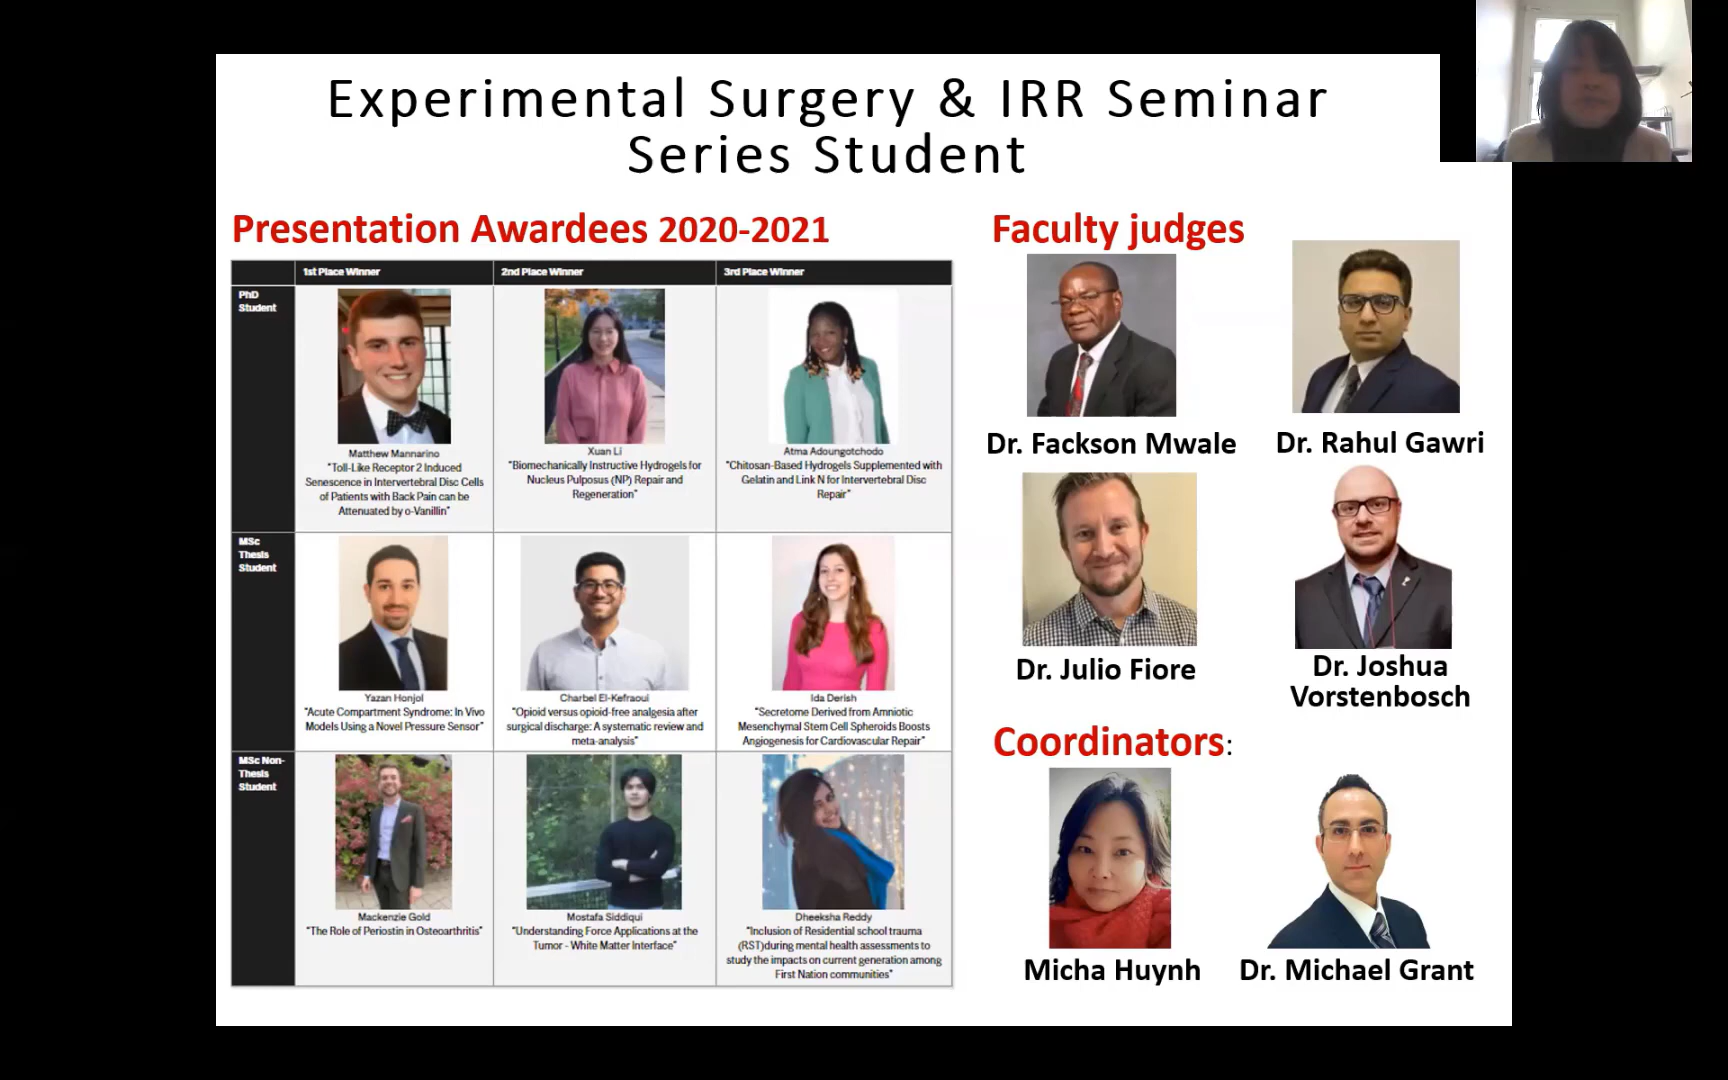 Experimental Surgery & IRR Seminar
Series Student
Presentation Awardees 2020-2021
1st Place Winner
2nd Place Winner
3rd Place Winner
PhD
Student
Matthew Mannarino
"Toll-Like Receptor 2 Induced
Senescence in Intervertebral Disc Cells
of Patients with Back Pain can be
Attenuated by o-Vanillin"
Xuan Li
"Biomechanically Instructive Hydrogels for
Nucleus Pulposus (NP) Repair and
Regeneration"
Atma Adoungotchodo
"Chitosan-Based Hydrogels Supplemented with
Gelatin and Link N for Intervertebral Disc
Repair"
MSc
Thesis
Student
Yazan Honjol
"Acute Compartment Syndrome: In Vivo
Models Using a Novel Pressure Sensor"
Charbel El-Kefraoui
"Opioid versus opioid-free analgesia after
surgical discharge: A systematic review and
meta-analysis"
Ida Derish
"Secretome Derived from Amniotic
Mesenchymal Stem Cell Spheroids Boosts
Angiogenesis for Cardiovascular Repair"
MSc Non-
Thesis
Student
Mackenzie Gold
"The Role of Periostin in Osteoarthritis"
Mostafa Siddiqui
"Understanding Force Applications at the
Tumor - White Matter Interface"
Dheeksha Reddy
"Inclusion of Residential school trauma
(RST)during mental health assessments to
study the impacts on current generation among
First Nation communities"
Faculty judges
Dr. Fackson Mwale
Dr. Rahul Gawri
Dr. Julio Fiore
Dr. Joshua
Vorstenbosch
Coordinators:
Micha Huynh
Dr. Michael Grant